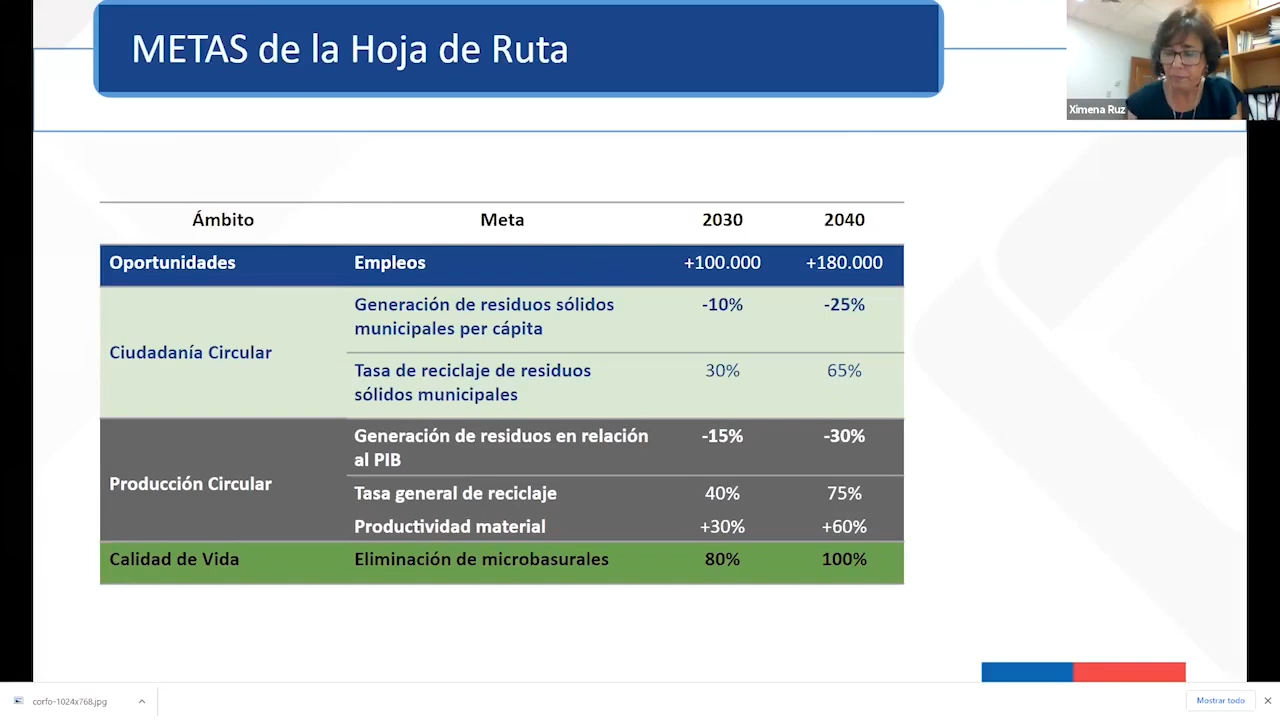 METAS de la Hoja de Ruta
Ximena Ruz
Ámbito Meta 2030 2040
Oportunidades Empleos +100.000 +180.000
Ciudadanía Circular
Generación de residuos sólidos municipales per cápita -10% -25%
Tasa de reciclaje de residuos sólidos municipales 30% 65%
Producción Circular
Generación de residuos en relación al PIB -15% -30%
Tasa general de reciclaje 40% 75%
Productividad material +30% +60%
Calidad de Vida Eliminación de microbasurales 80% 100%
corfo-1024x768.jpg
Mostrar todo